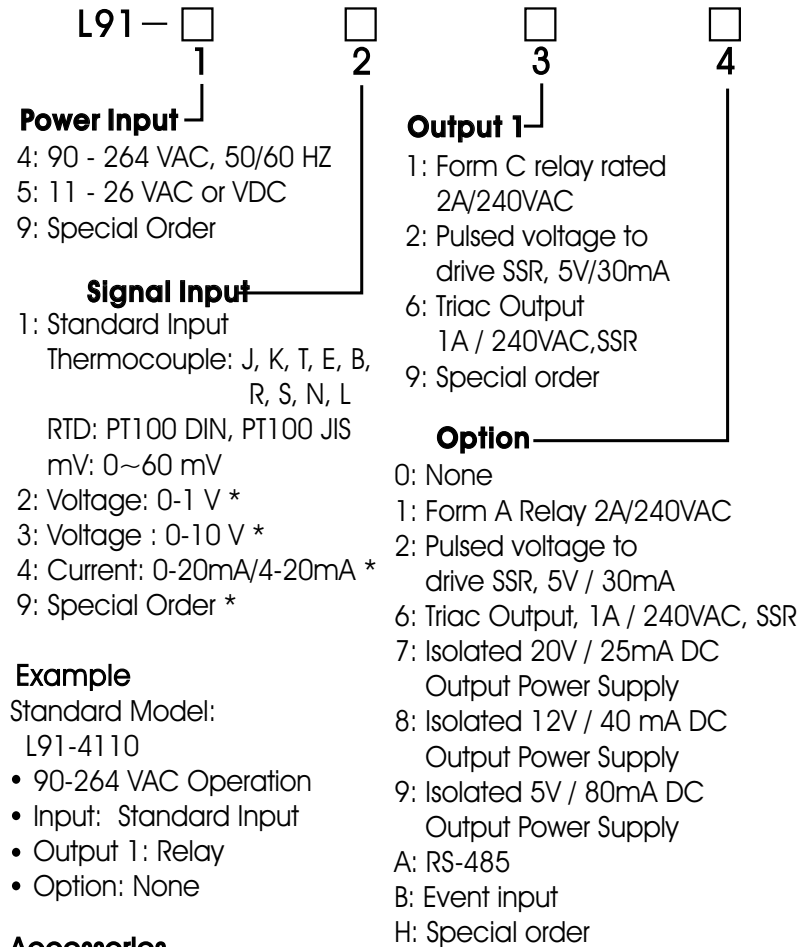 L91－□ □ □ □
1 2 3 4
Power Input
4: 90 - 264 VAC, 50/60 HZ
5: 11 - 26 VAC or VDC
9: Special Order
Signal Input
1: Standard Input
Thermocouple: J, K, T, E, B,
R, S, N, L
RTD: PT100 DIN, PT100 JIS
mV: 0~60 mV
2: Voltage: 0-1 V *
3: Voltage : 0-10 V *
4: Current: 0-20mA/4-20mA *
9: Special Order *
Example
Standard Model:
L91-4110
• 90-264 VAC Operation
• Input: Standard Input
• Output 1: Relay
• Option: None
Accessories
Output 1
1: Form C relay rated
2A/240VAC
2: Pulsed voltage to
drive SSR, 5V/30mA
6: Triac Output
1A / 240VAC,SSR
9: Special order
Option
0: None
1: Form A Relay 2A/240VAC
2: Pulsed voltage to
drive SSR, 5V / 30mA
6: Triac Output, 1A / 240VAC, SSR
7: Isolated 20V / 25mA DC
Output Power Supply
8: Isolated 12V / 40 mA DC
Output Power Supply
9: Isolated 5V / 80mA DC
Output Power Supply
A: RS-485
B: Event input
H: Special order